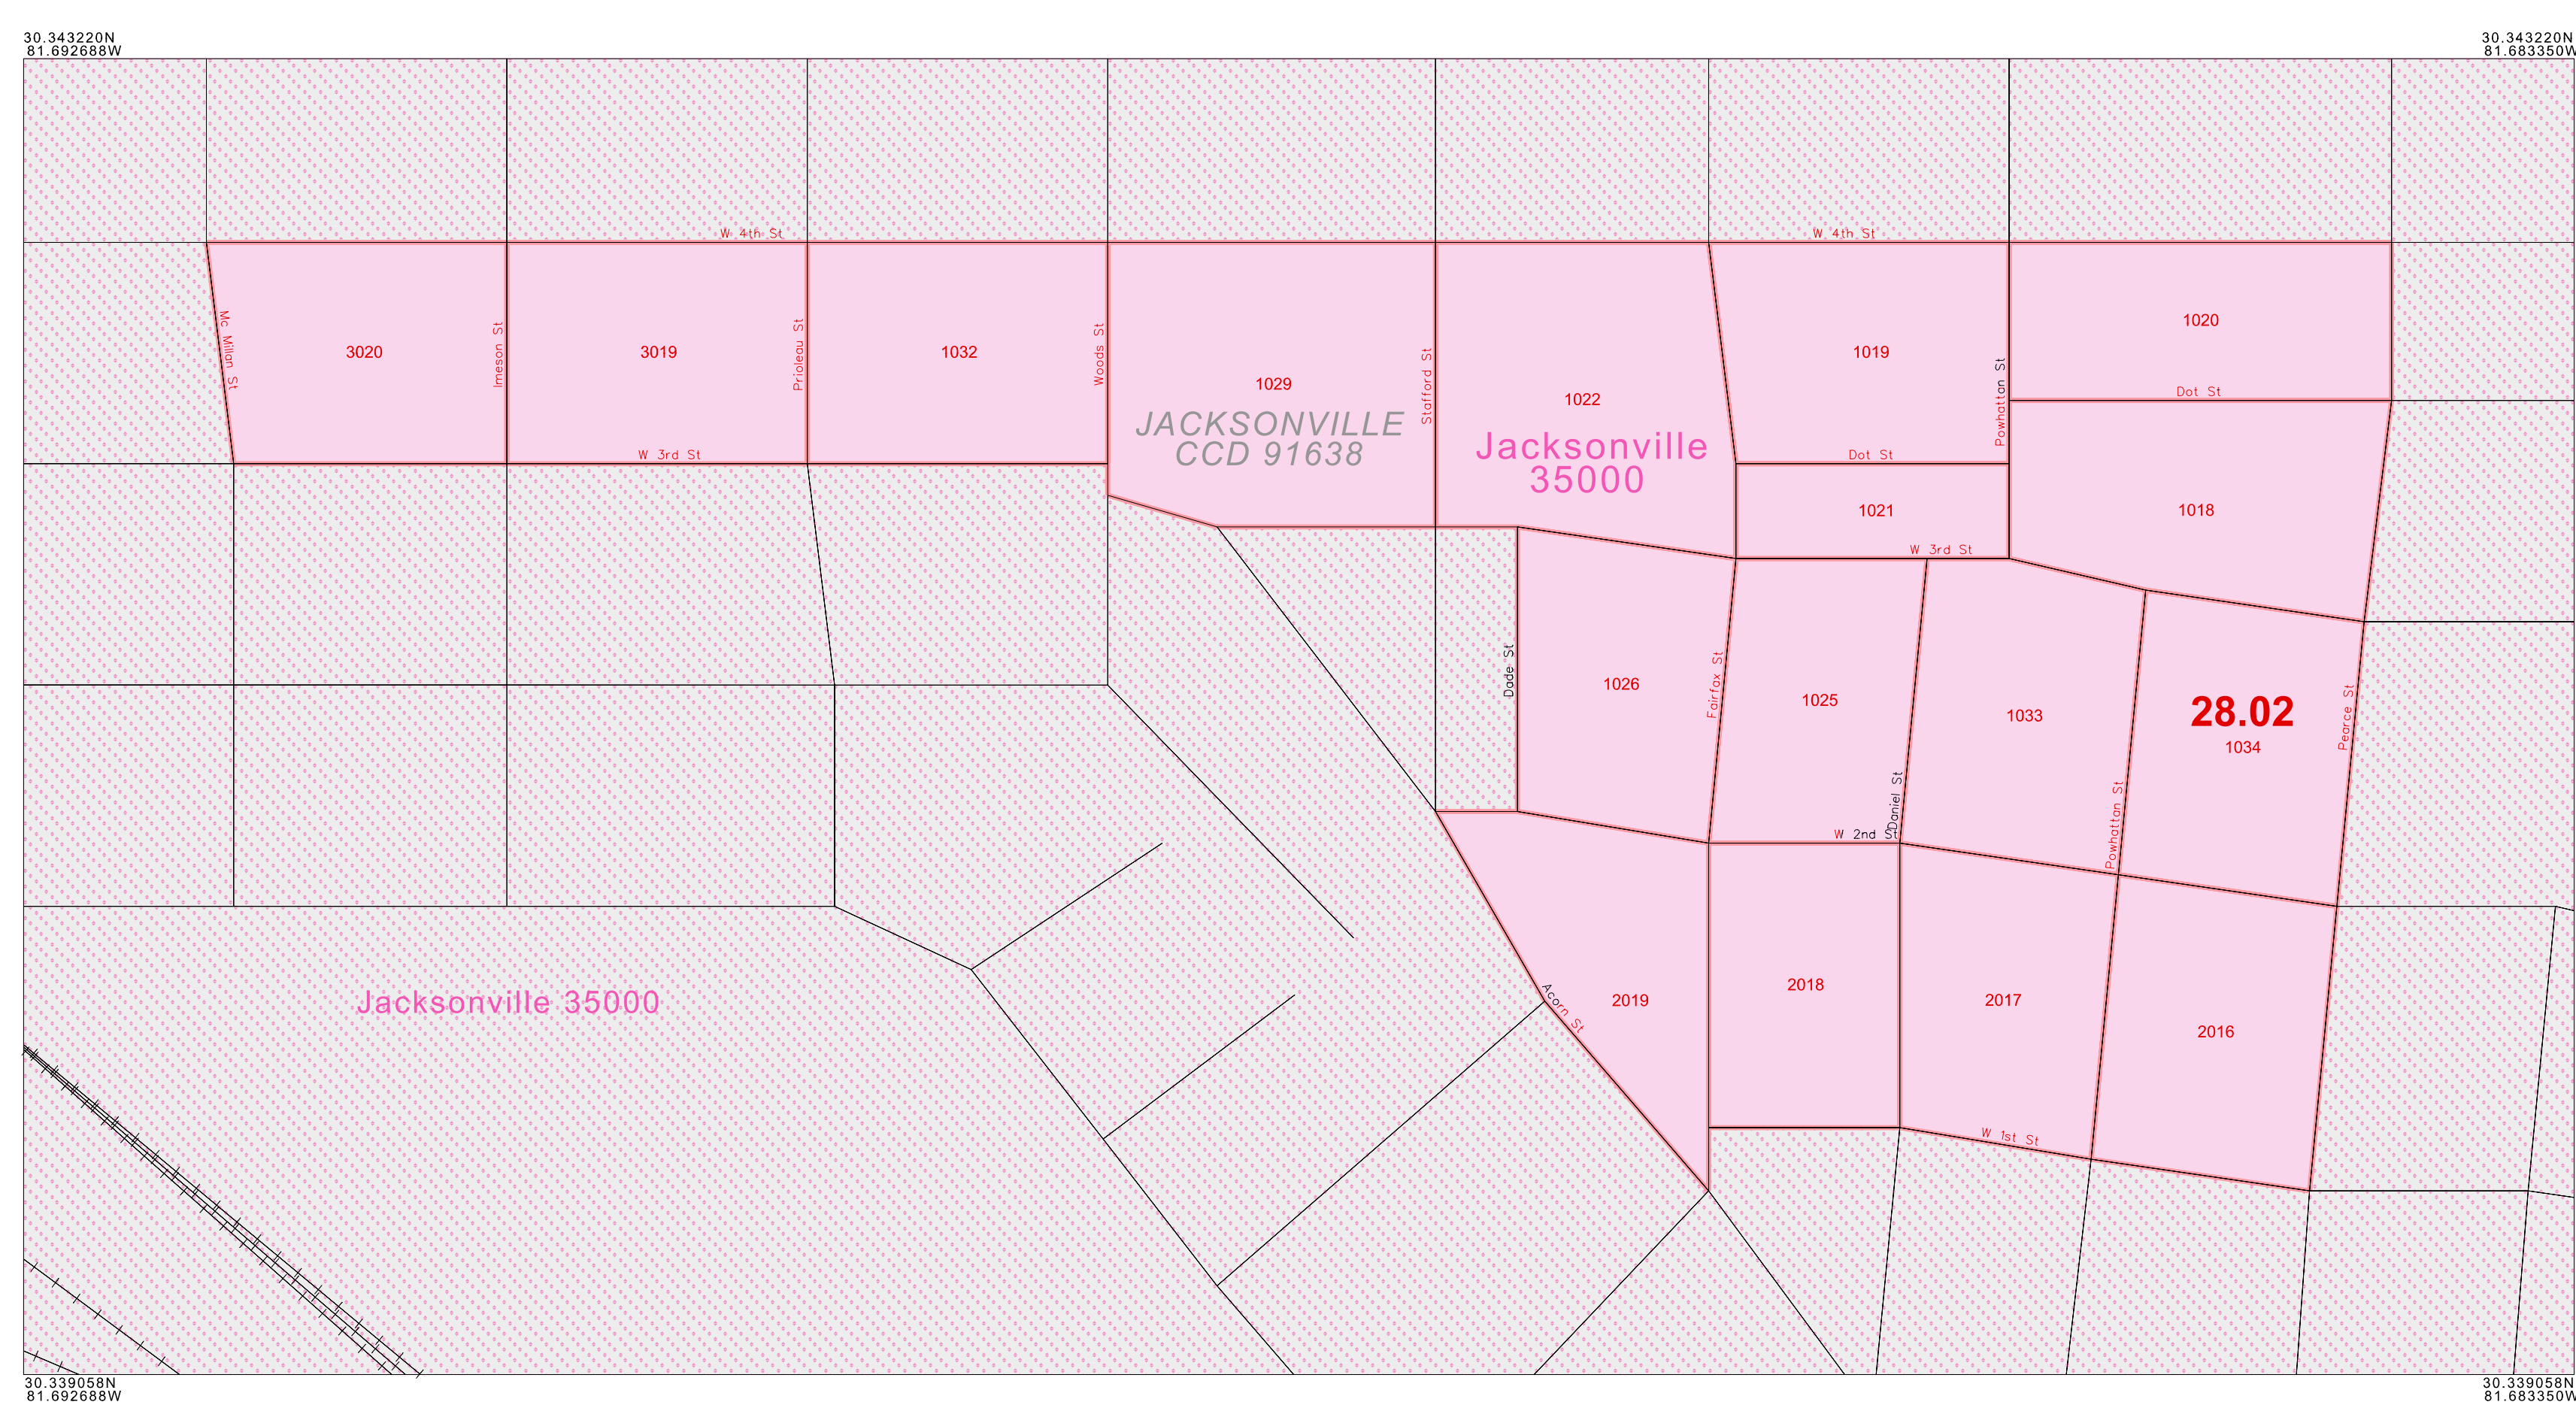 30.343220N
81.692688W
30.343220N
81.683350W
W 4th St
W 4th St
Mc Millan St
3020
Imeson St
3019
Prioleau St
1032
Woods St
1029
JACKSONVILLE
CCD 91638
Stafford St
1022
Jacksonville
35000
1019
Powhattan St
1020
Dot St
W 3rd St
Dot St
1021
1018
W 3rd St
Dade St
1026
Fairfax St
1025
Daniel St
1033
Powhattan St
28.02
1034
Pearce St
W 2nd St
Jacksonville 35000
Acorn St
2019
2018
2017
2016
W 1st St
30.339058N
81.692688W
30.339058N
81.683350W